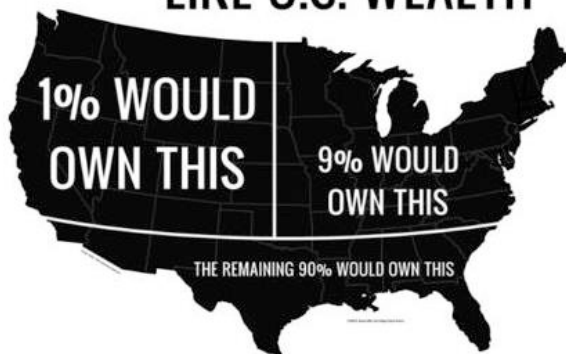 LIKE U.S. WEALTH
1% WOULD
OWN THIS
9% WOULD
OWN THIS
THE REMAINING 90% WOULD OWN THIS